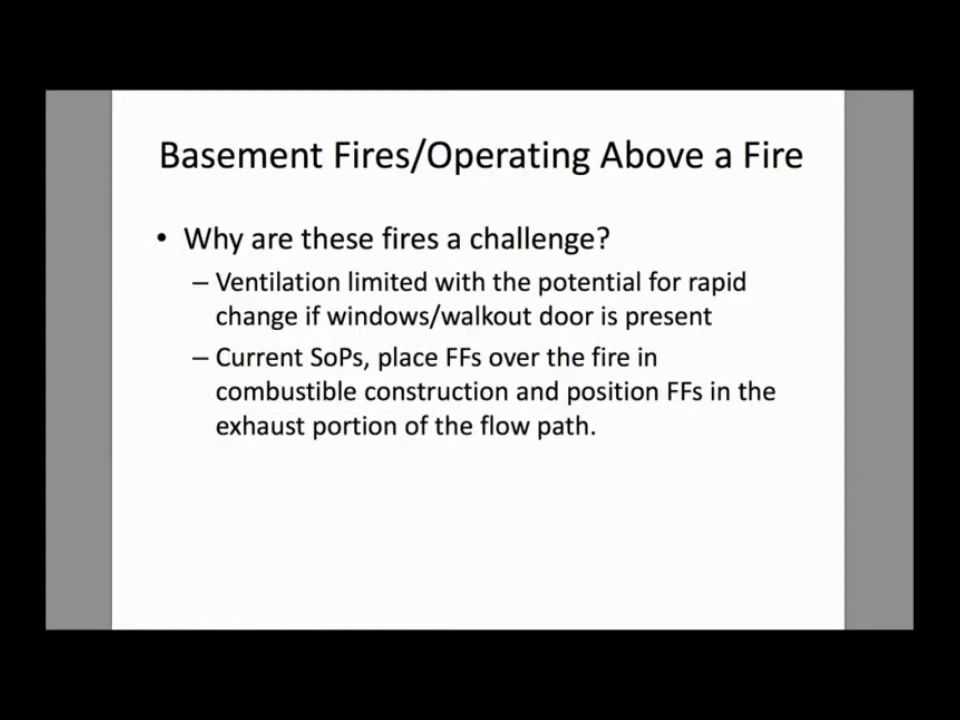 Basement Fires/Operating Above a Fire
• Why are these fires a challenge?
– Ventilation limited with the potential for rapid
change if windows/walkout door is present
– Current SoPs, place FFs over the fire in
combustible construction and position FFs in the
exhaust portion of the flow path.